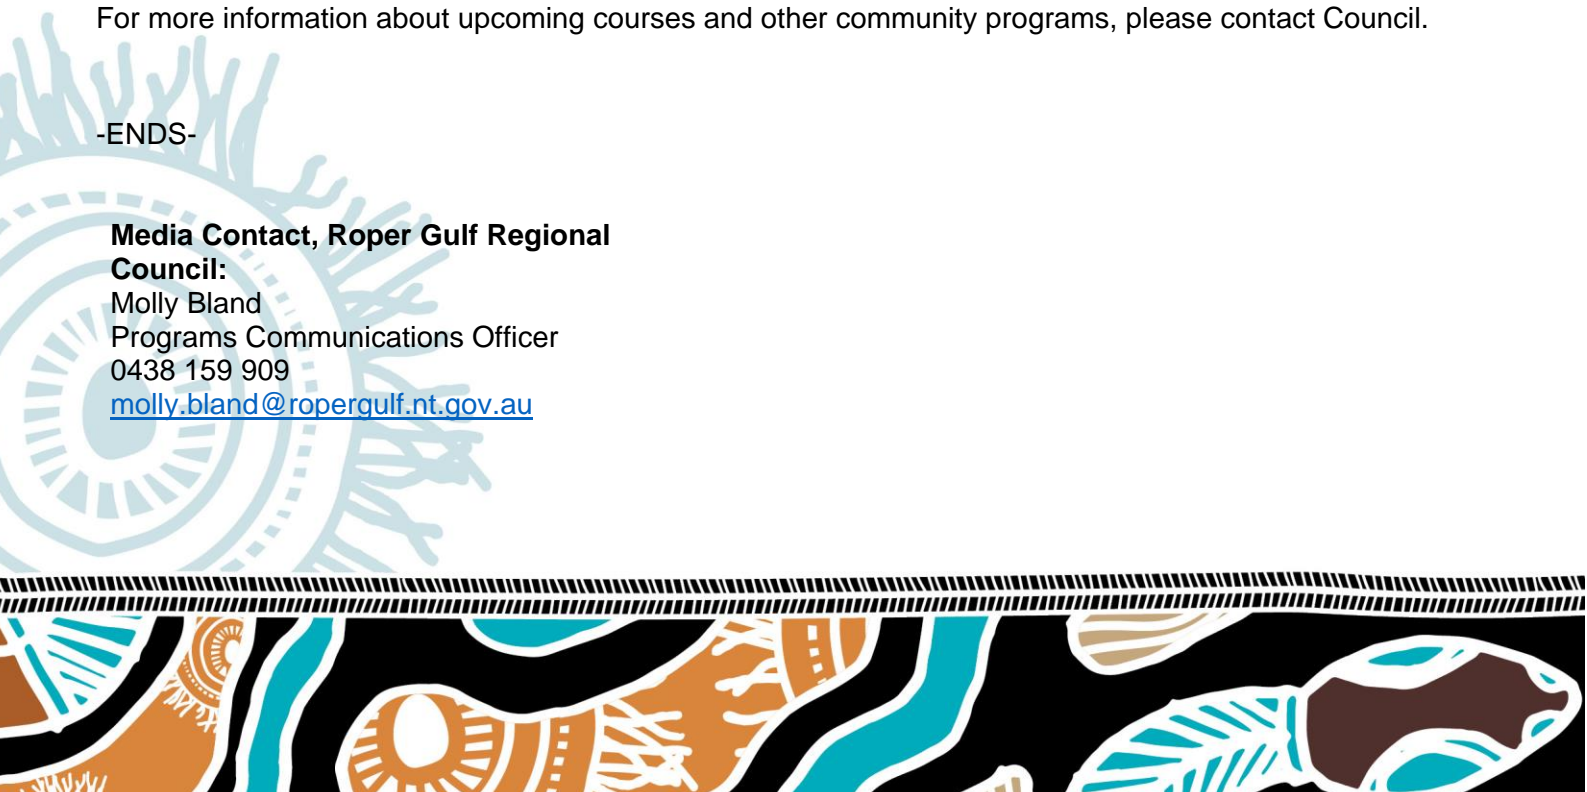 For more information about upcoming courses and other community programs, please contact Council.
-ENDS-
Media Contact, Roper Gulf Regional
Council:
Molly Bland
Programs Communications Officer
0438 159 909
molly.bland@ropergulf.nt.gov.au